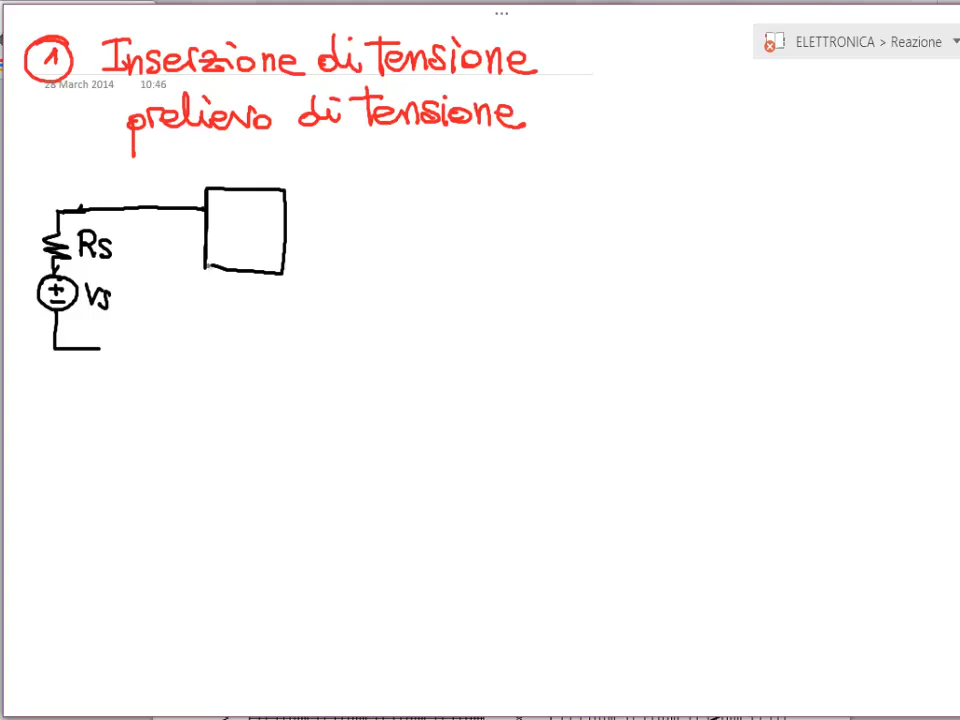 ...
ELETTRONICA > Reazione
1 Inserzione di tensione
28 March 2014 10:46
prelievo di tensione
Rs
+
−
Vs